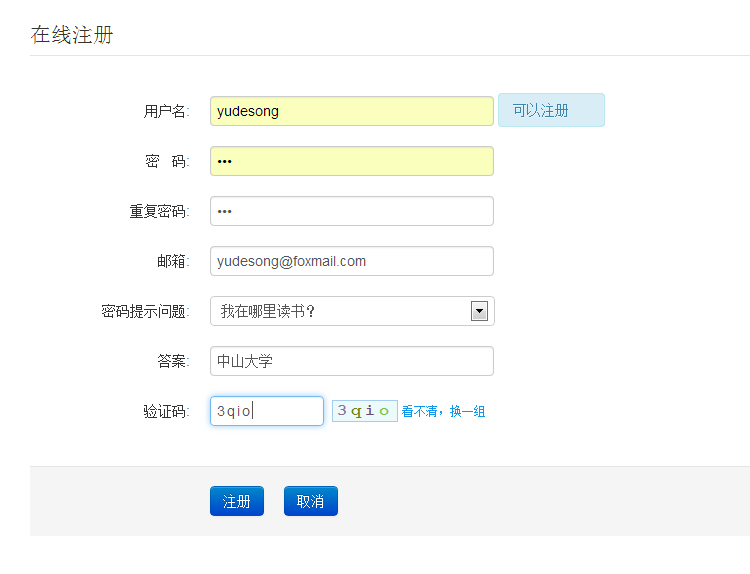 在线注册
用户名: yudesong 可以注册
密 码: •••
重复密码: •••
邮箱: yudesong@foxmail.com
密码提示问题: 我在哪里读书?
答案: 中山大学
验证码: 3qio 3qio 看不清，换一组
注册 取消